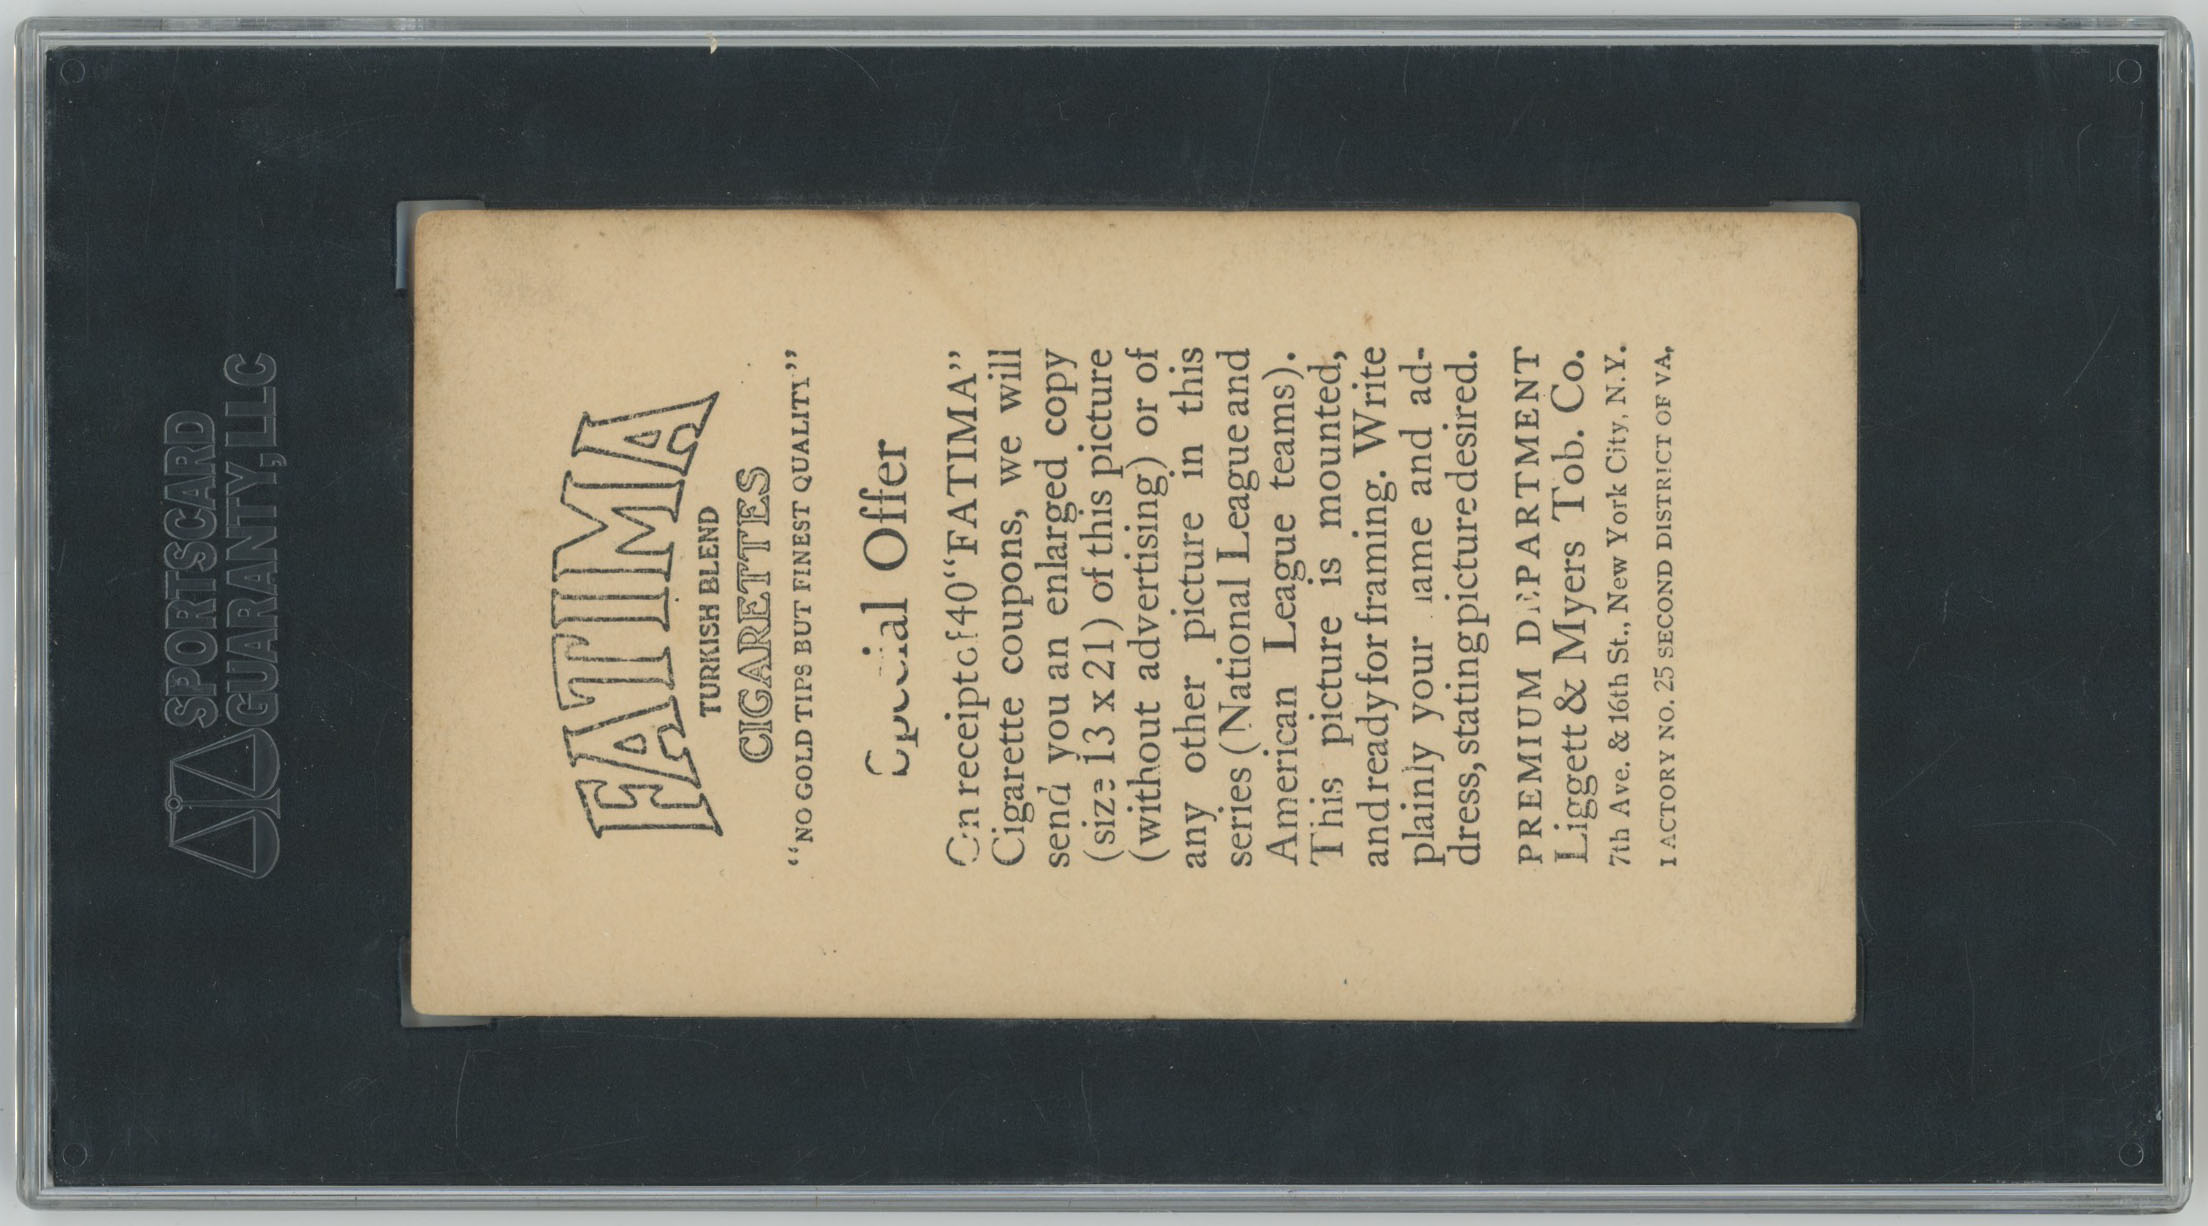 SPORTSCARD
GUARANTY, LLC
FATIMA
TURKISH BLEND
CIGARETTES
"NO GOLD TIPS BUT FINEST QUALITY"
Special Offer
On receipt of 40 "FATIMA"
Cigarette coupons, we will
send you an enlarged copy
(size 13 x 21) of this picture
(without advertising) or of
any other picture in this
series (National League and
American League teams).
This picture is mounted,
and ready for framing. Write
plainly your name and ad-
dress, stating picture desired.
PREMIUM DEPARTMENT
Liggett & Myers Tob. Co.
7th Ave. & 16th St., New York City, N.Y.
FACTORY NO. 25 SECOND DISTRICT OF VA.